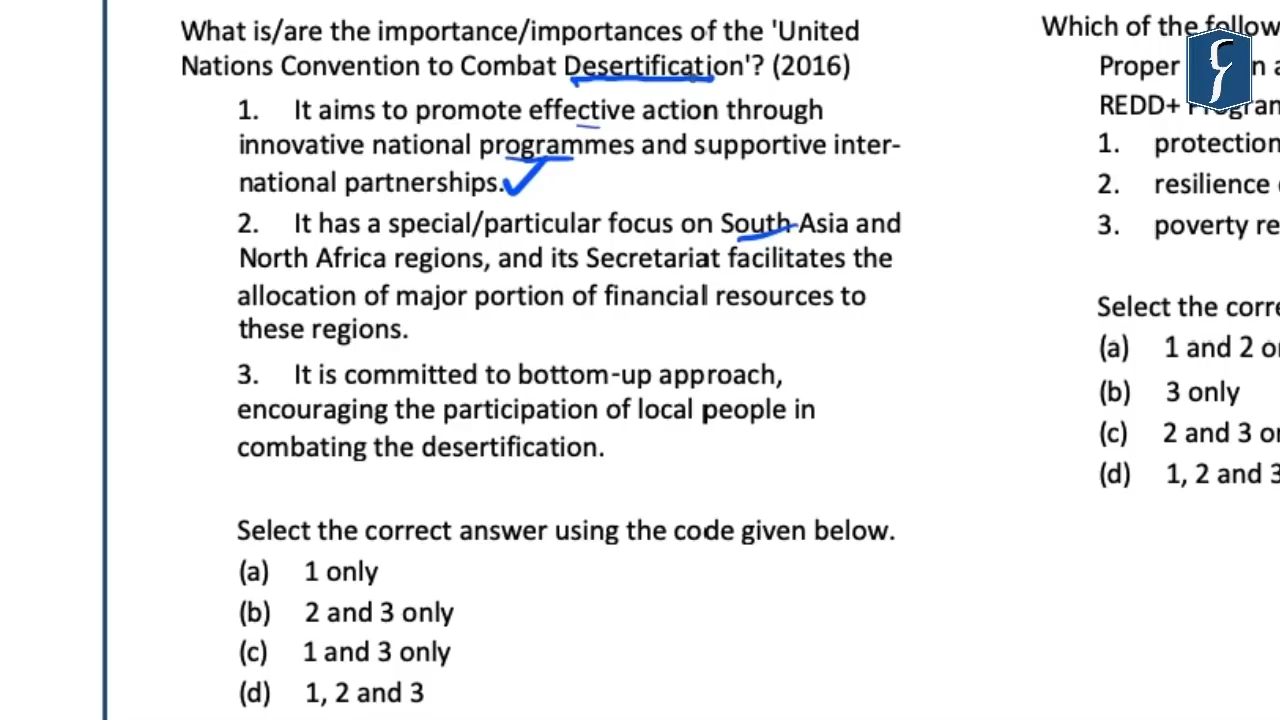 What is/are the importance/importances of the 'United
Nations Convention to Combat Desertification'? (2016)
1. It aims to promote effective action through
innovative national programmes and supportive inter-
national partnerships.
2. It has a special/particular focus on South Asia and
North Africa regions, and its Secretariat facilitates the
allocation of major portion of financial resources to
these regions.
3. It is committed to bottom-up approach,
encouraging the participation of local people in
combating the desertification.
Select the correct answer using the code given below.
(a) 1 only
(b) 2 and 3 only
(c) 1 and 3 only
(d) 1, 2 and 3
Which of the follow
Proper
REDD+
1. protection
2. resilience
3. poverty re
Select the corre
(a) 1 and 2 o
(b) 3 only
(c) 2 and 3 o
(d) 1, 2 and 3